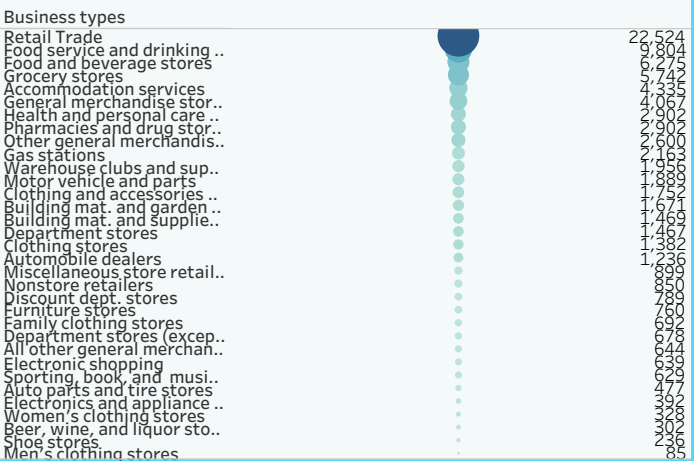 Business types
Retail Trade 22,524
Food service and drinking .. 9,804
Food and beverage stores 6,275
Grocery stores 5,742
Accommodation services 4,335
General merchandise stor.. 4,067
Health and personal care .. 2,902
Pharmacies and drug stor.. 2,902
Other general merchandis.. 2,600
Gas stations 2,163
Warehouse clubs and sup.. 1,956
Motor vehicle and parts 1,889
Clothing and accessories .. 1,752
Building mat. and garden .. 1,671
Building mat. and supplie.. 1,469
Department stores 1,467
Clothing stores 1,382
Automobile dealers 1,236
Miscellaneous store retail.. 899
Nonstore retailers 850
Discount dept. stores 789
Furniture stores 760
Family clothing stores 692
Department stores (excep.. 678
All other general merchan.. 644
Electronic shopping 639
Sporting, book, and musi.. 629
Auto parts and tire stores 477
Electronics and appliance .. 392
Women's clothing stores 328
Beer, wine, and liquor sto.. 302
Shoe stores 236
Men's clothing stores 85